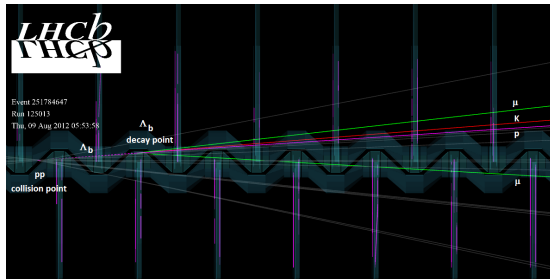 LHCb
Event 251784647
Run 125013
Thu, 09 Aug 2012 05:53:58
Λb
decay point
Λb
pp
collision point
μ
K
p
μ